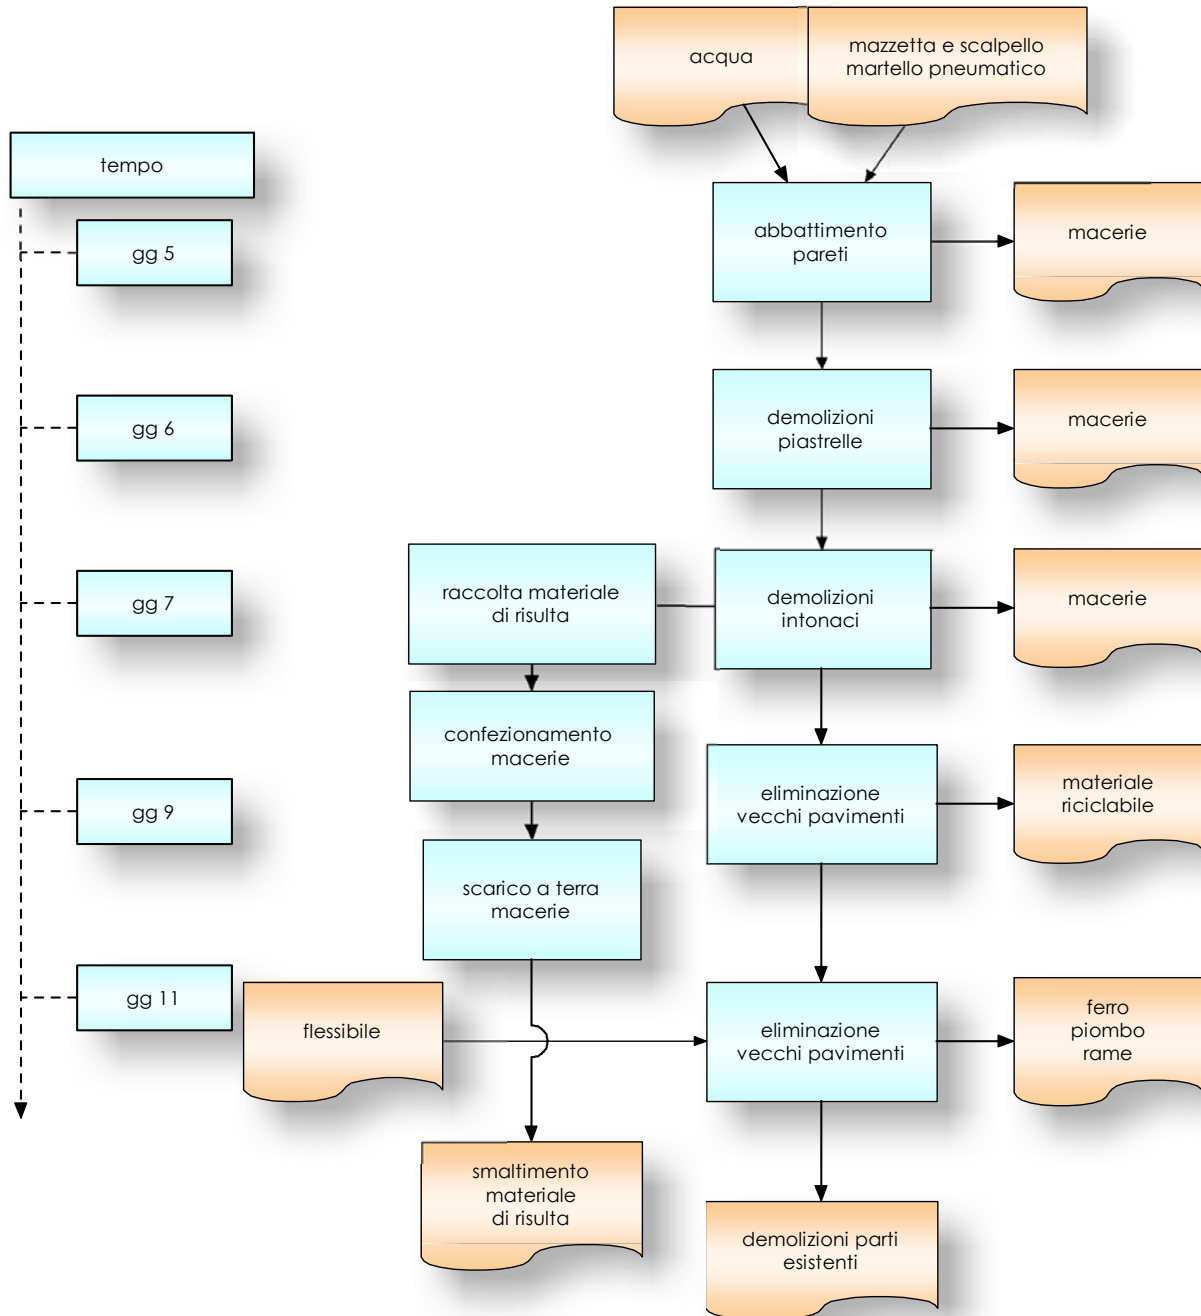 acqua
mazzetta e scalpello
martello pneumatico
tempo
gg 5
abbattimento
pareti
macerie
gg 6
demolizioni
piastrelle
macerie
gg 7
raccolta materiale
di risulta
demolizioni
intonaci
macerie
confezionamento
macerie
gg 9
eliminazione
vecchi pavimenti
materiale
riciclabile
scarico a terra
macerie
gg 11
flessibile
eliminazione
vecchi pavimenti
ferro
piombo
rame
smaltimento
materiale
di risulta
demolizioni parti
esistenti